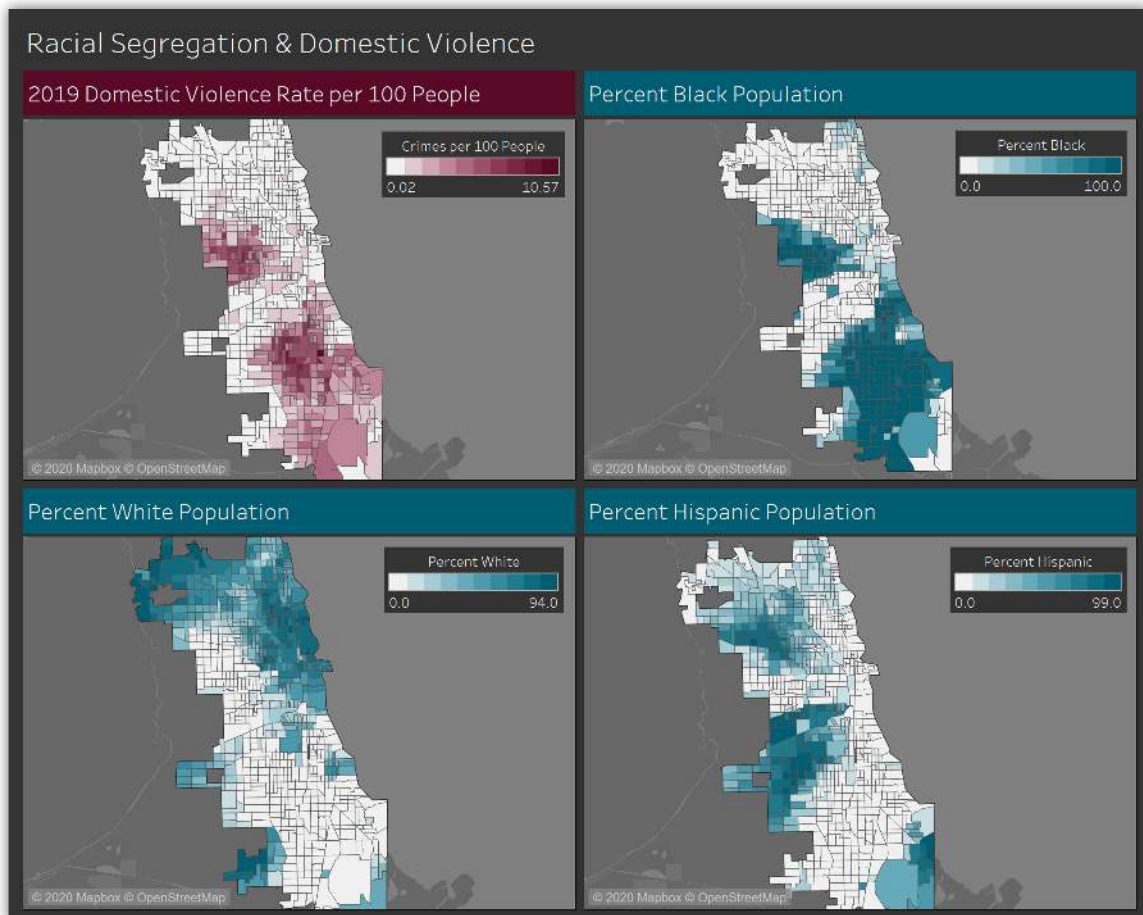 Racial Segregation & Domestic Violence
2019 Domestic Violence Rate per 100 People
Crimes per 100 People
0.02 10.57
© 2020 Mapbox © OpenStreetMap
Percent Black Population
Percent Black
0.0 100.0
© 2020 Mapbox © OpenStreetMap
Percent White Population
Percent White
0.0 94.0
© 2020 Mapbox © OpenStreetMap
Percent Hispanic Population
Percent Hispanic
0.0 99.0
© 2020 Mapbox © OpenStreetMap